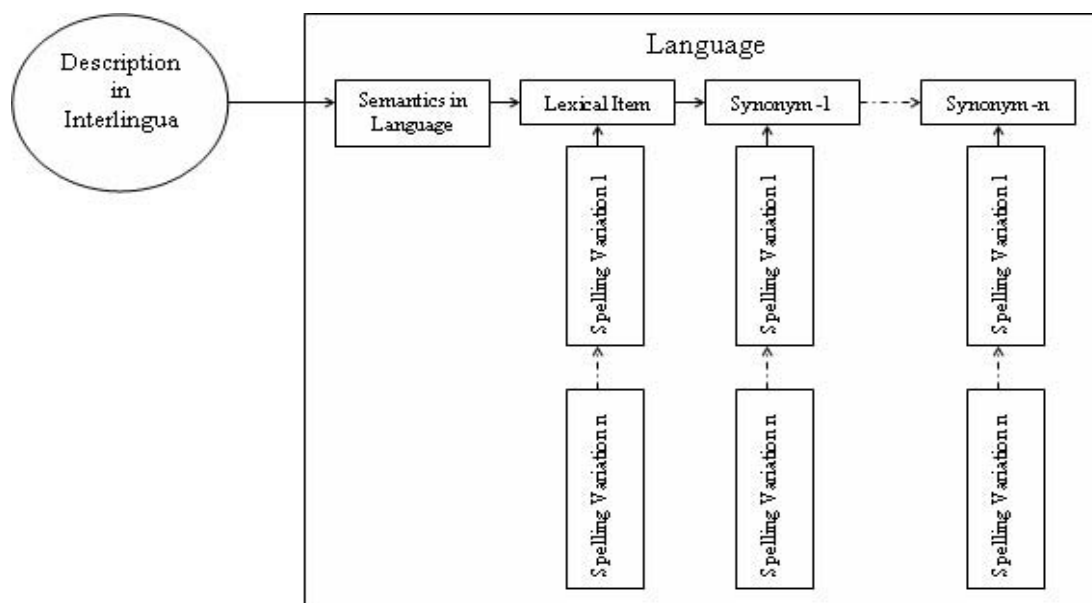 Description
in
Interlingua
Language
Semantics in
Language
Lexical Item
Synonym -1
Synonym -n
Spelling Variation 1
Spelling Variation 1
Spelling Variation 1
Spelling Variation n
Spelling Variation n
Spelling Variation n